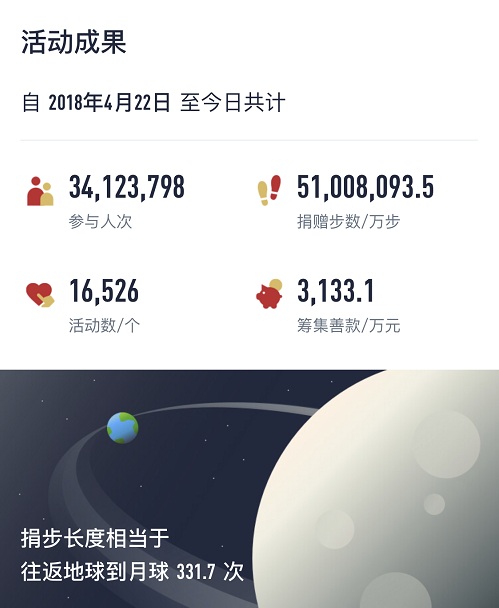 活动成果
自 2018年4月22日 至今日共计
34,123,798
参与人次
51,008,093.5
捐赠步数/万步
16,526
活动数/个
3,133.1
筹集善款/万元
捐步长度相当于
往返地球到月球 331.7 次